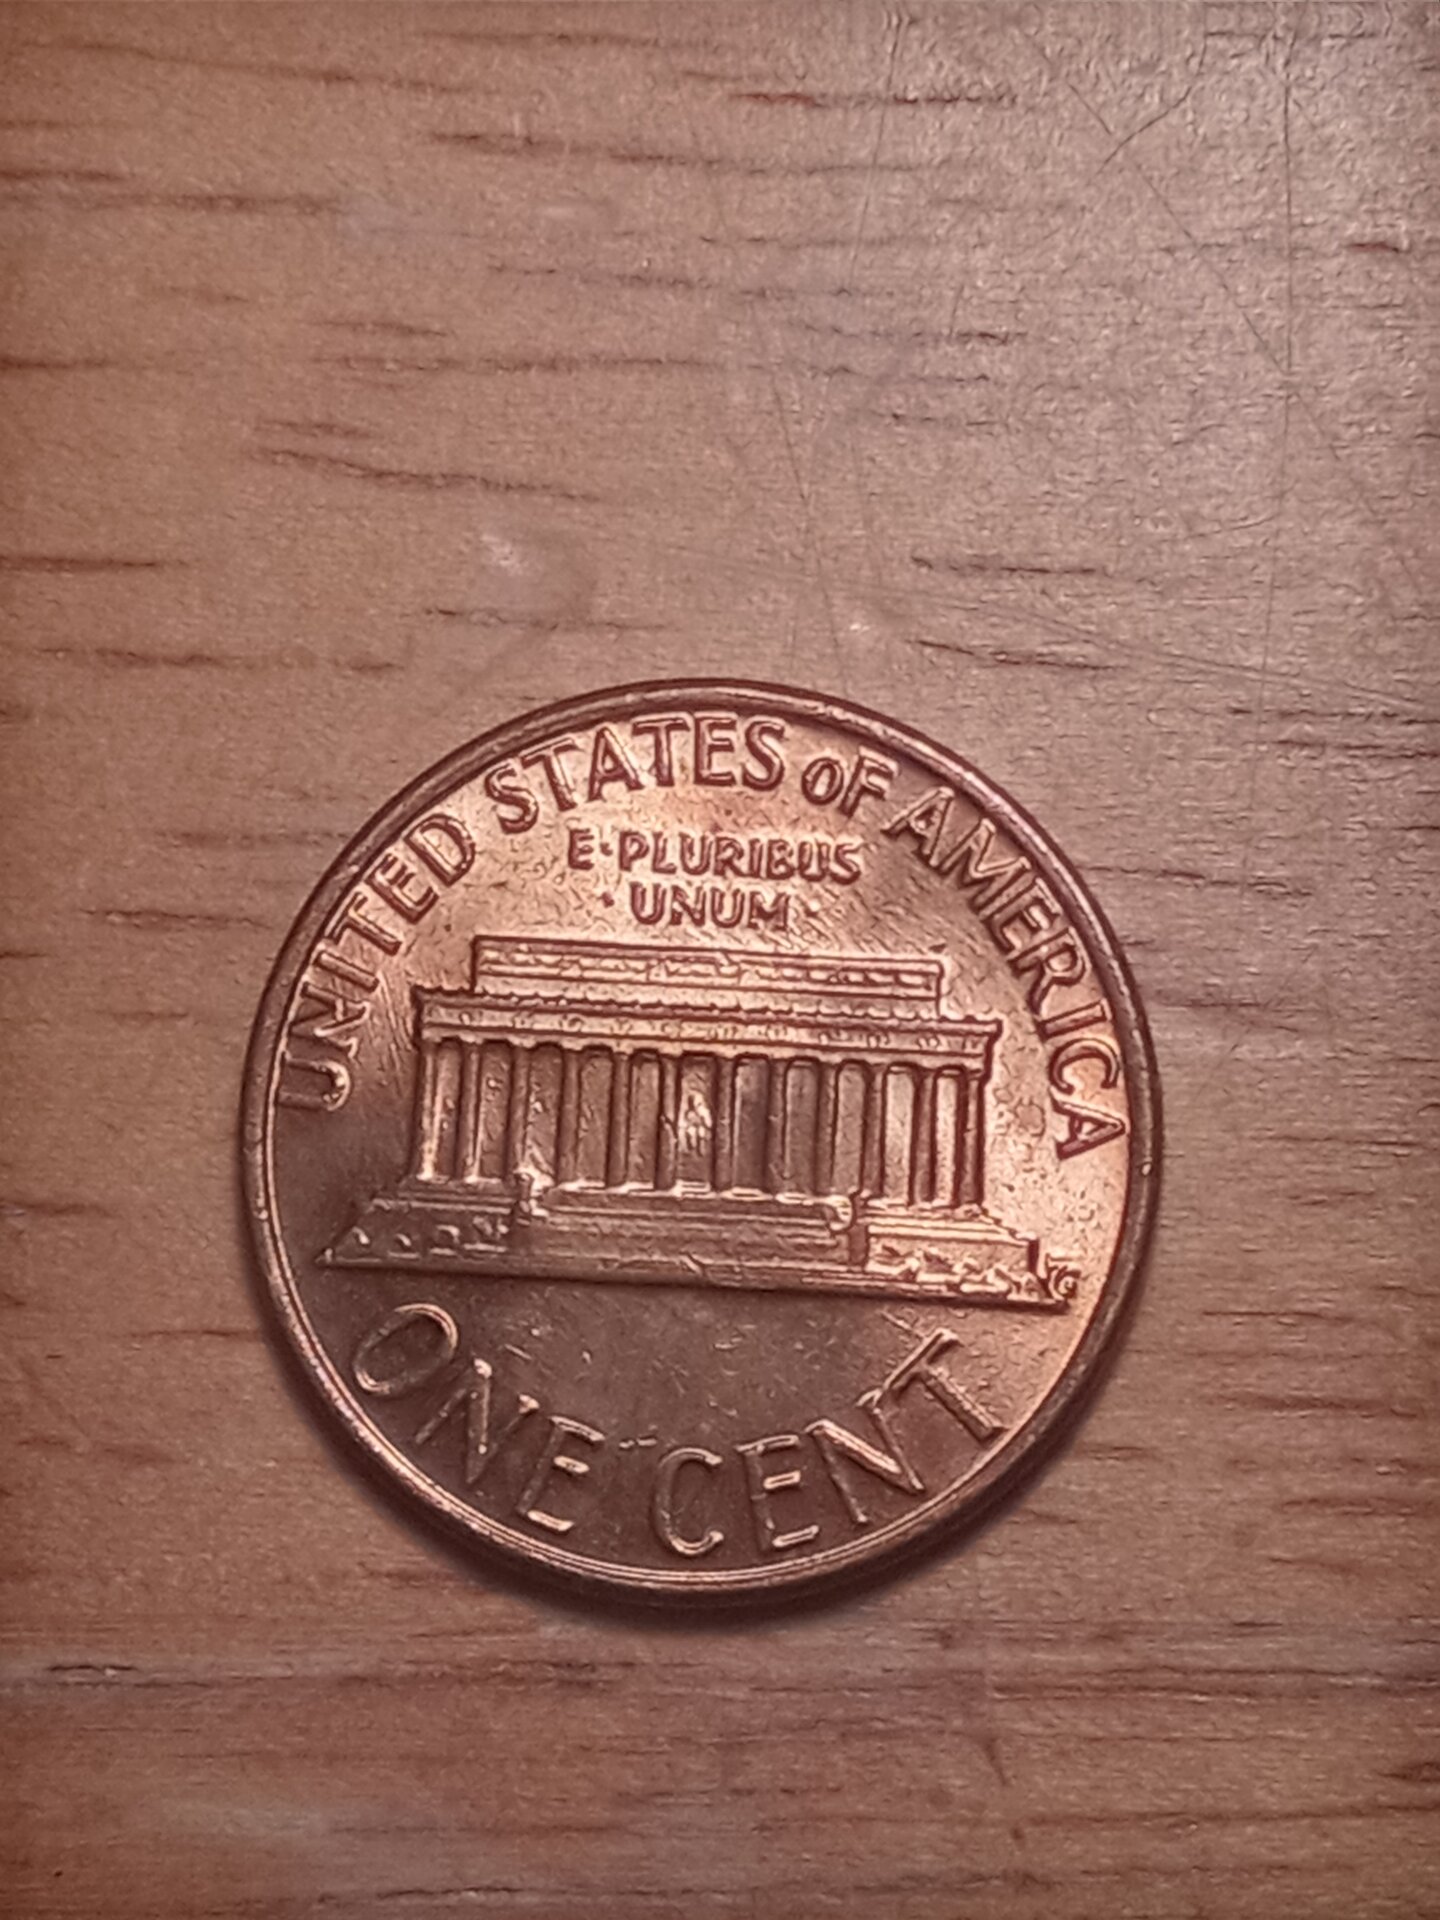 UNITED STATES OF AMERICA
E·PLURIBUS
·UNUM·
ONE CENT